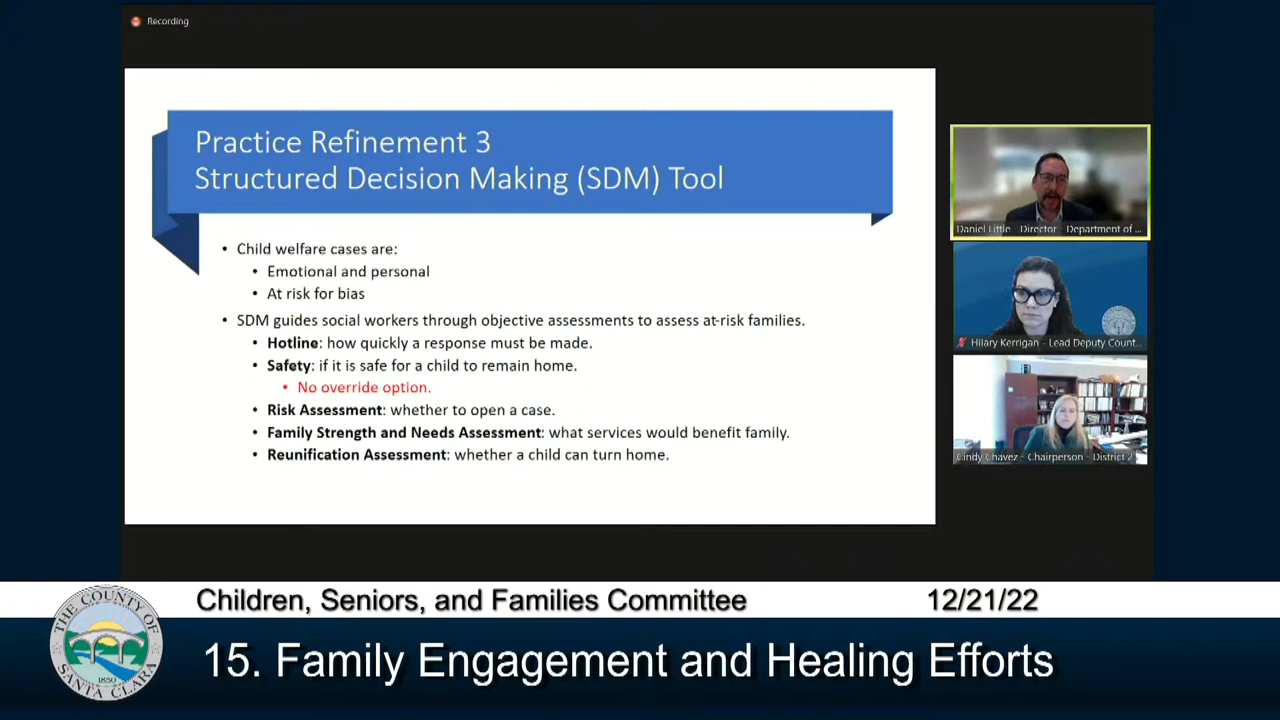 Recording
Practice Refinement 3
Structured Decision Making (SDM) Tool
• Child welfare cases are:
• Emotional and personal
• At risk for bias
• SDM guides social workers through objective assessments to assess at-risk families.
• Hotline: how quickly a response must be made.
• Safety: if it is safe for a child to remain home.
• No override option.
• Risk Assessment: whether to open a case.
• Family Strength and Needs Assessment: what services would benefit family.
• Reunification Assessment: whether a child can turn home.
Daniel Little - Director - Department of ...
Hilary Kerrigan - Lead Deputy Count...
Cindy Chavez - Chairperson - District 2
Children, Seniors, and Families Committee
12/21/22
THE COUNTY OF
SANTA CLARA
1850
15. Family Engagement and Healing Efforts